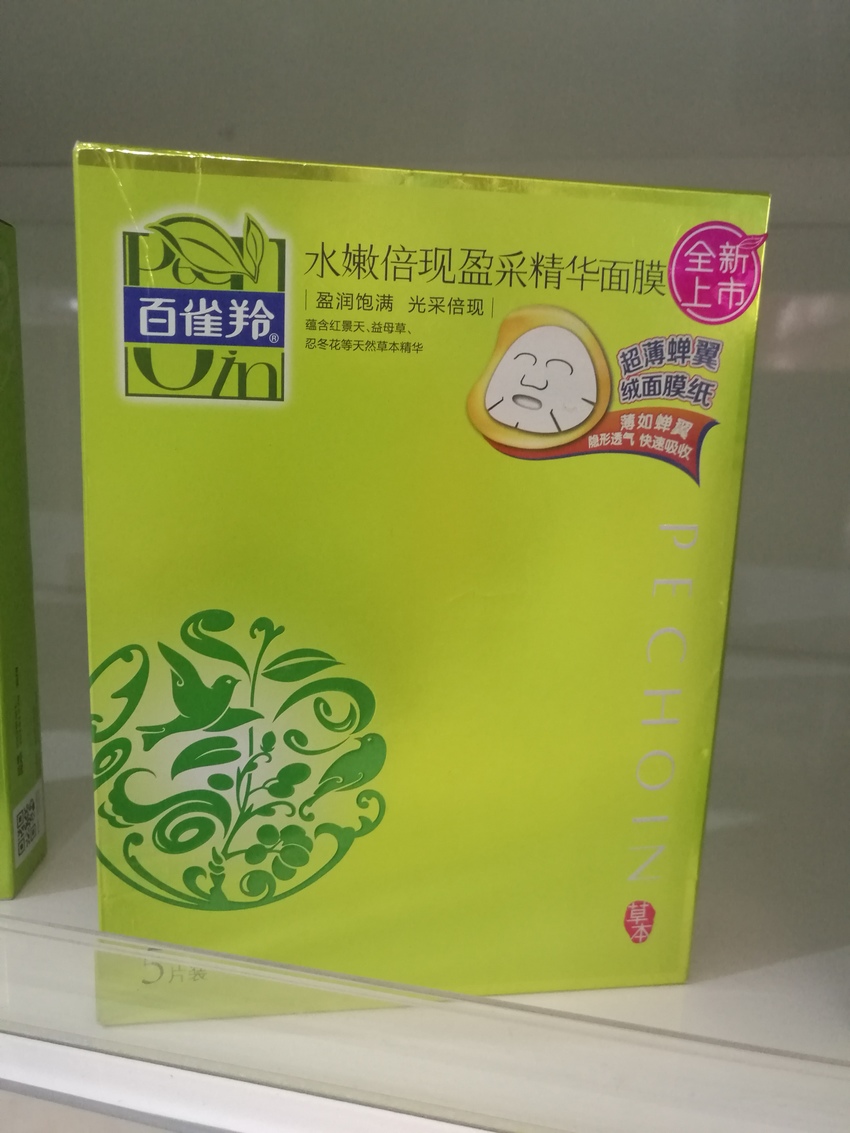 百雀羚®
水嫩倍现盈采精华面膜
全新
上市
盈润饱满 光采倍现
蕴含红景天、益母草、
忍冬花等天然草本精华
超薄蝉翼
绒面膜纸
薄如蝉翼
隐形透气 快速吸收
PECHOIN
草本
5片装